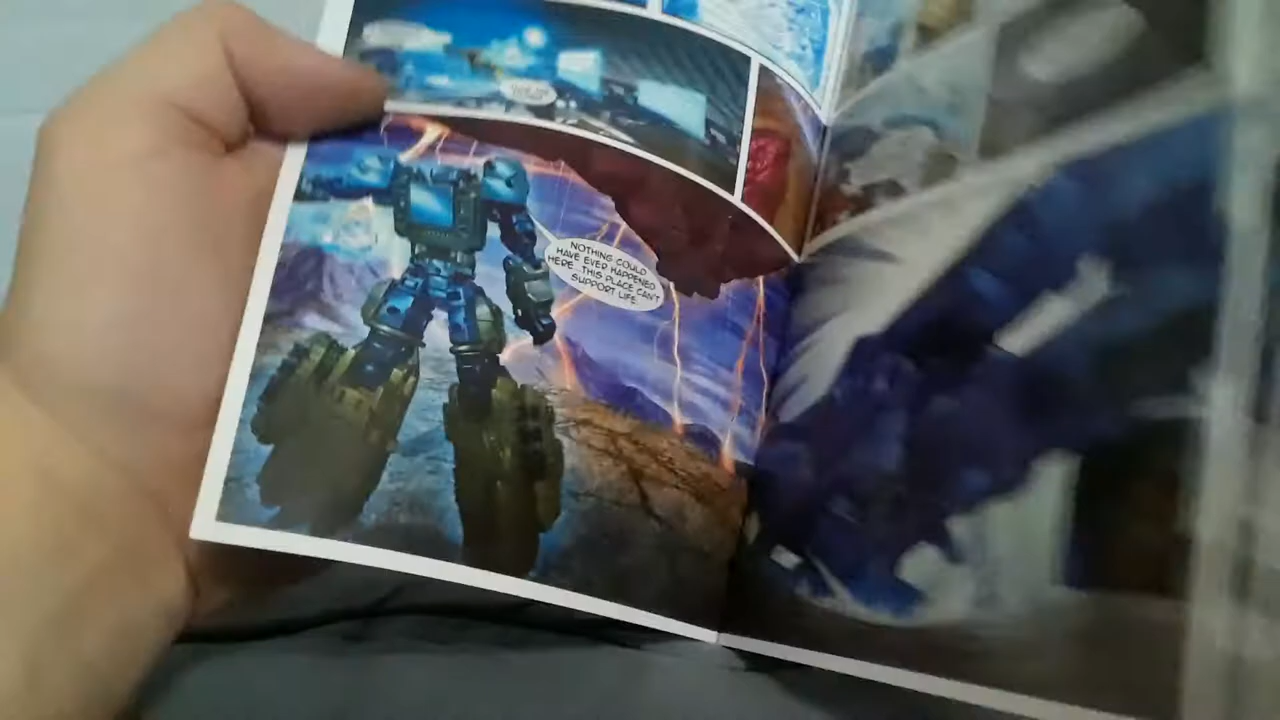 NOTHING COULD
HAVE EVER HAPPENED
HERE...THIS PLACE CAN'T
SUPPORT LIFE.